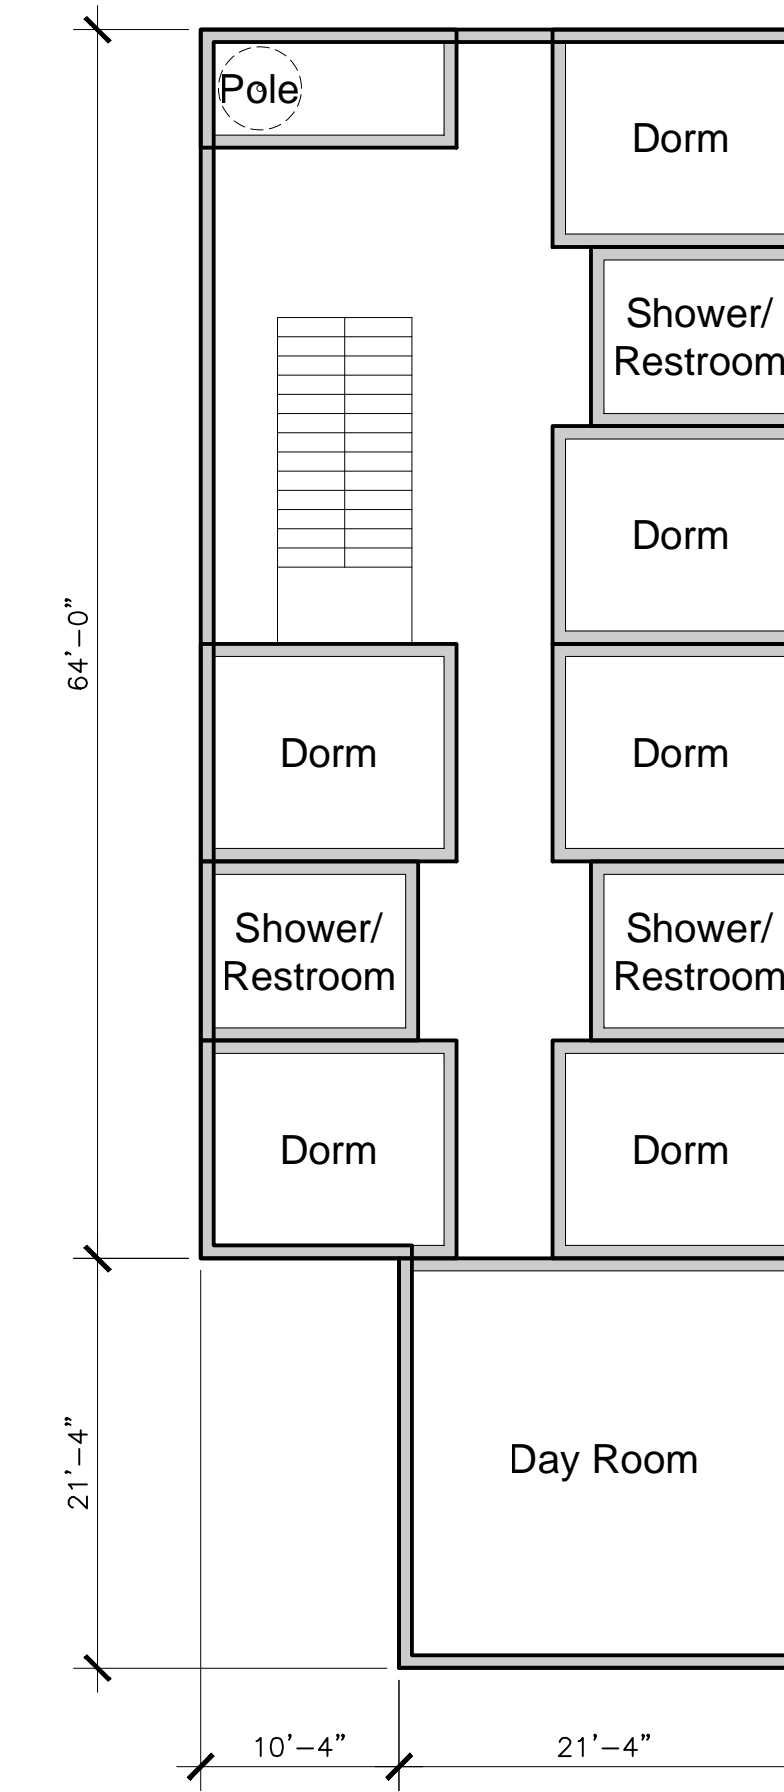 Pole
Dorm
Shower/
Restroom
Dorm
64'-0"
Dorm
Dorm
Shower/
Restroom
Shower/
Restroom
Dorm
Dorm
21'-4"
Day Room
10'-4"
21'-4"